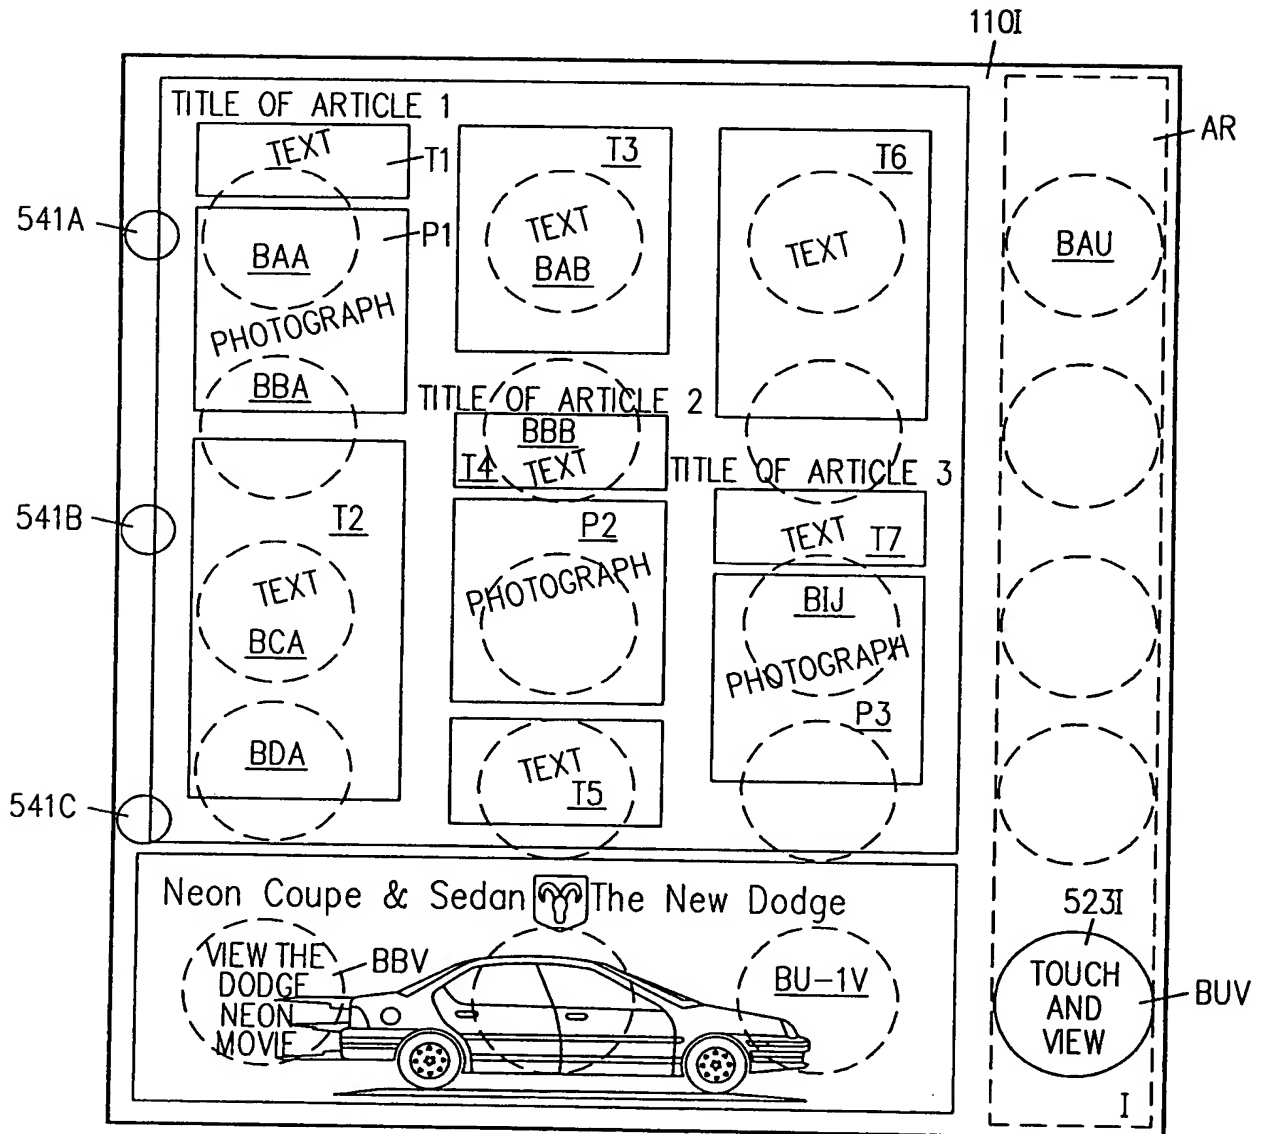 110I
TITLE OF ARTICLE 1
AR
TEXT
T1
T3
T6
541A
P1
BAA
TEXT
BAB
TEXT
BAU
PHOTOGRAPH
BBA
TITLE OF ARTICLE 2
BBB
T4
TEXT
TITLE OF ARTICLE 3
541B
T2
P2
TEXT
T7
TEXT
PHOTOGRAPH
BIJ
BCA
PHOTOGRAPH
P3
BDA
TEXT
T5
541C
Neon Coupe & Sedan The New Dodge
523I
VIEW THE
DODGE
NEON
MOVIE
BBV
BU-1V
TOUCH
AND
VIEW
BUV
I